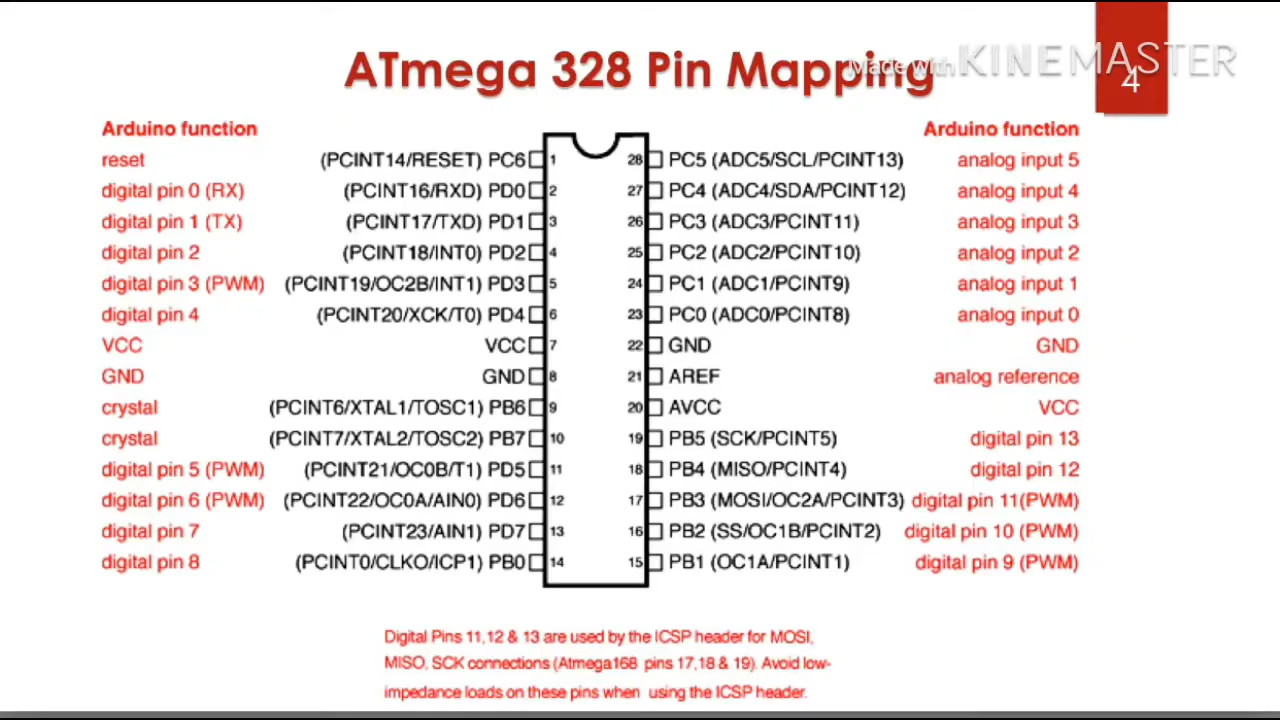 ATmega 328 Pin Mapping
Made with KINEMASTER
4
Arduino function
Arduino function
reset (PCINT14/RESET) PC6 1 28 PC5 (ADC5/SCL/PCINT13) analog input 5
digital pin 0 (RX) (PCINT16/RXD) PD0 2 27 PC4 (ADC4/SDA/PCINT12) analog input 4
digital pin 1 (TX) (PCINT17/TXD) PD1 3 26 PC3 (ADC3/PCINT11) analog input 3
digital pin 2 (PCINT18/INT0) PD2 4 25 PC2 (ADC2/PCINT10) analog input 2
digital pin 3 (PWM) (PCINT19/OC2B/INT1) PD3 5 24 PC1 (ADC1/PCINT9) analog input 1
digital pin 4 (PCINT20/XCK/T0) PD4 6 23 PC0 (ADC0/PCINT8) analog input 0
VCC VCC 7 22 GND GND
GND GND 8 21 AREF analog reference
crystal (PCINT6/XTAL1/TOSC1) PB6 9 20 AVCC VCC
crystal (PCINT7/XTAL2/TOSC2) PB7 10 19 PB5 (SCK/PCINT5) digital pin 13
digital pin 5 (PWM) (PCINT21/OC0B/T1) PD5 11 18 PB4 (MISO/PCINT4) digital pin 12
digital pin 6 (PWM) (PCINT22/OC0A/AIN0) PD6 12 17 PB3 (MOSI/OC2A/PCINT3) digital pin 11(PWM)
digital pin 7 (PCINT23/AIN1) PD7 13 16 PB2 (SS/OC1B/PCINT2) digital pin 10 (PWM)
digital pin 8 (PCINT0/CLKO/ICP1) PB0 14 15 PB1 (OC1A/PCINT1) digital pin 9 (PWM)
Digital Pins 11,12 & 13 are used by the ICSP header for MOSI,
MISO, SCK connections (Atmega168 pins 17,18 & 19). Avoid low-
impedance loads on these pins when using the ICSP header.